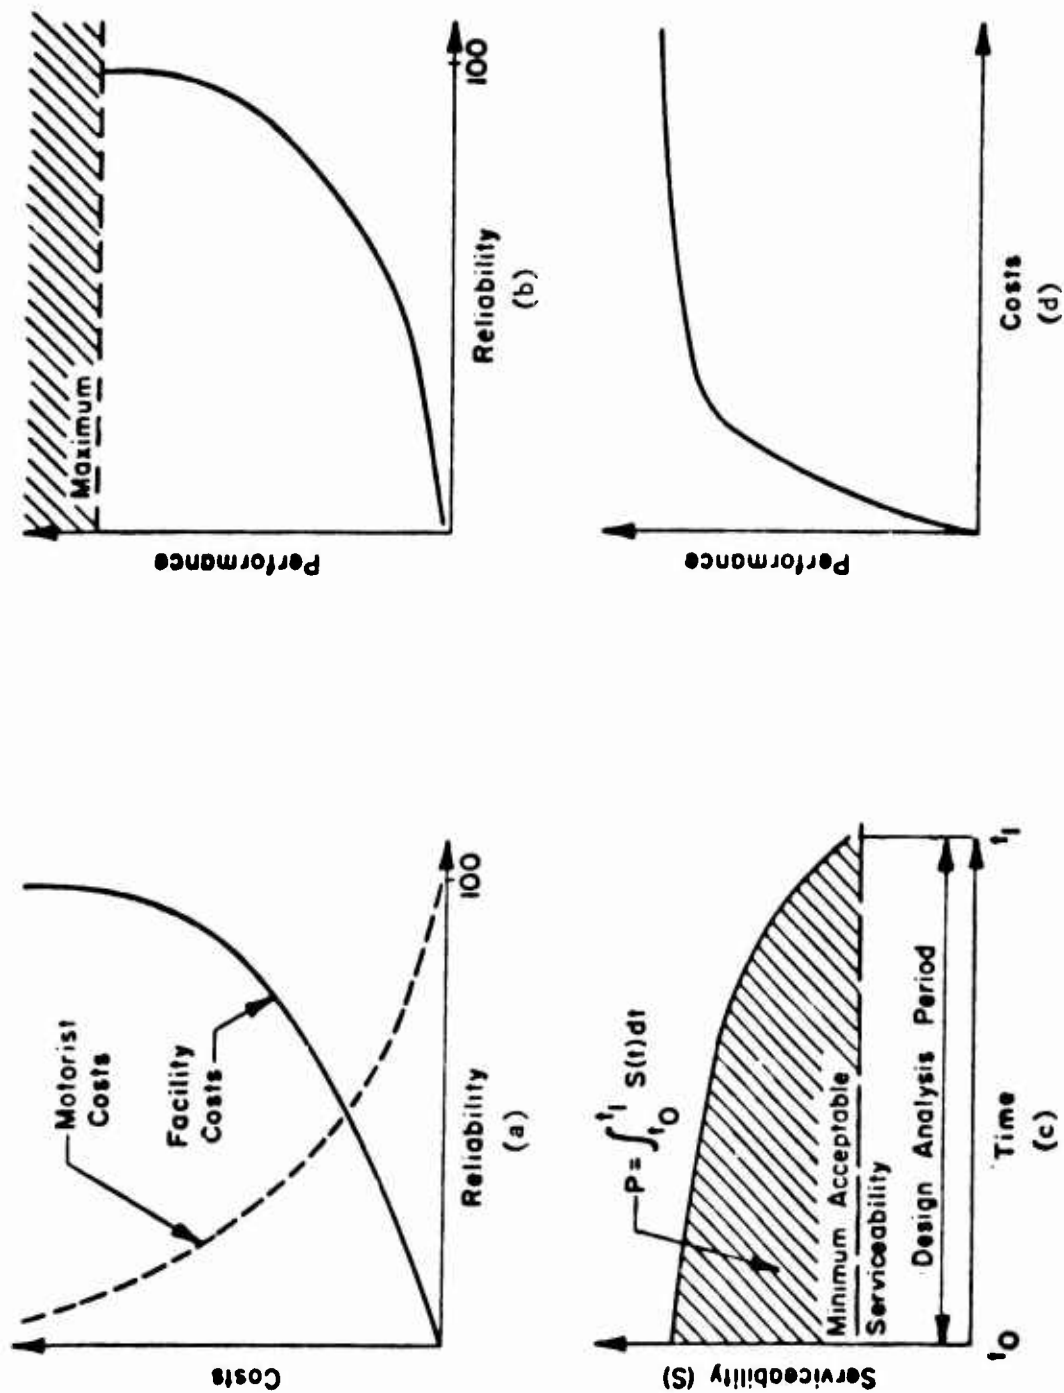 Costs
Motorist
Costs
Facility
Costs
100
Reliability
(a)
Performance
Maximum
100
Reliability
(b)
Serviceability (S)
P = ∫t0t1 S(t)dt
Minimum Acceptable
Serviceability
Design Analysis Period
t0
Time
t1
(c)
Performance
Costs
(d)